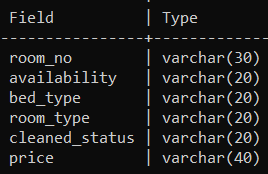 Field | Type
----------------+-------------
room_no | varchar(30)
availability | varchar(20)
bed_type | varchar(20)
room_type | varchar(20)
cleaned_status | varchar(20)
price | varchar(40)